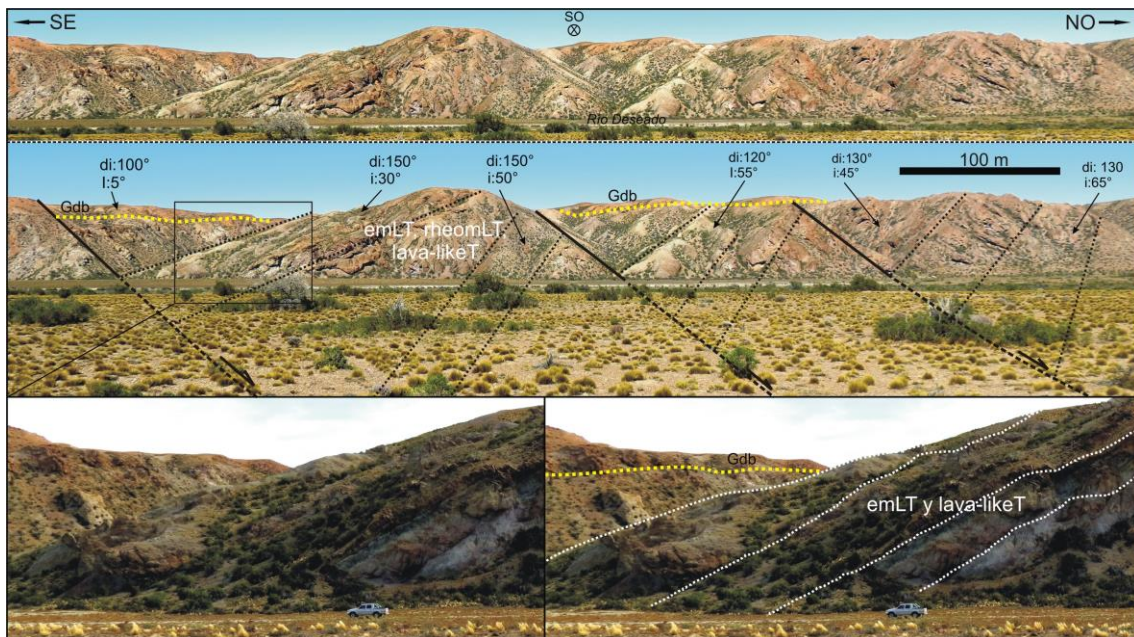 SE
SO
NO
Río Deseado
di:100°
I:5°
Gdb
di:150°
i:30°
di:150°
i:50°
di:120°
I:55°
di:130°
i:45°
100 m
di: 130
i:65°
Gdb
emLT, rheomLT,
lava-likeT
Gdb
emLT y lava-likeT